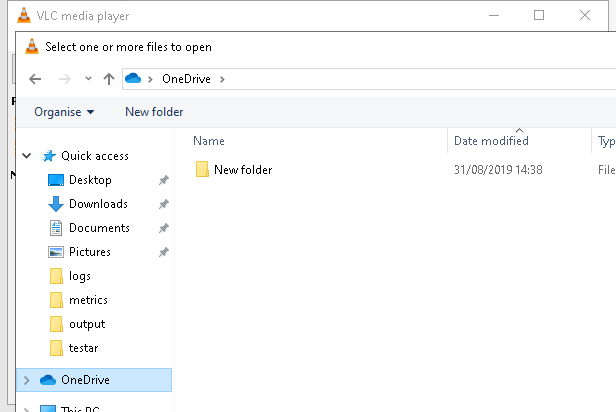 VLC media player
Select one or more files to open
OneDrive
Organise
New folder
Name
Date modified
Typ
Quick access
Desktop
Downloads
Documents
Pictures
logs
metrics
output
testar
OneDrive
This PC
New folder
31/08/2019 14:38
File